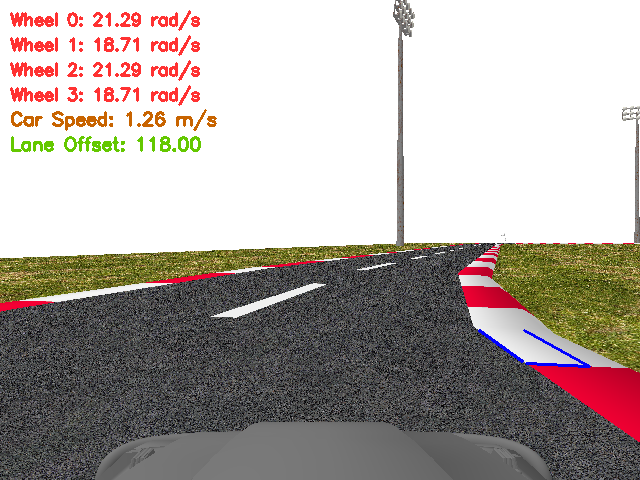 Wheel 0: 21.29 rad/s
Wheel 1: 18.71 rad/s
Wheel 2: 21.29 rad/s
Wheel 3: 18.71 rad/s
Car Speed: 1.26 m/s
Lane Offset: 118.00